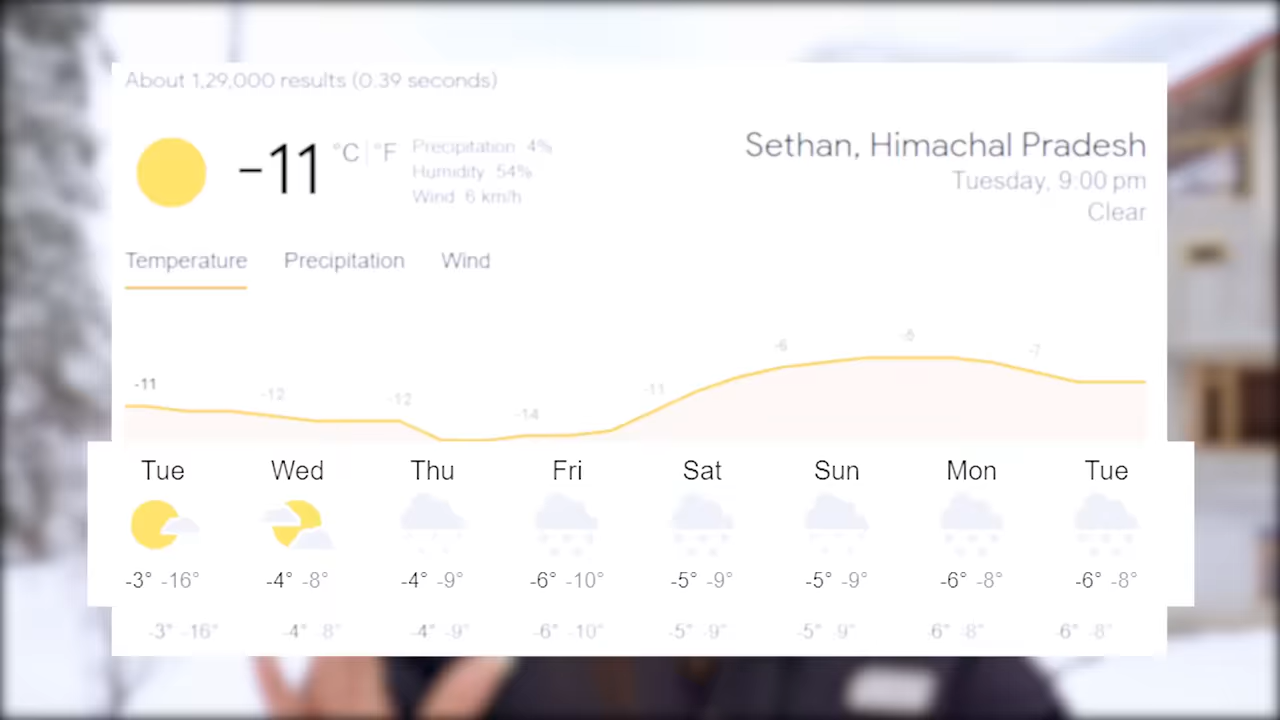 About 1,29,000 results (0.39 seconds)
-11 °C | °F
Precipitation 4%
Humidity 54%
Wind 6 km/h
Sethan, Himachal Pradesh
Tuesday, 9:00 pm
Clear
Temperature Precipitation Wind
-11 -12 -12 -14 -11 -6 -7
Tue Wed Thu Fri Sat Sun Mon Tue
-3° -16° -4° -8° -4° -9° -6° -10° -5° -9° -5° -9° -6° -8° -6° -8°
-3° -16° -4° 8° -4° -9° -6° -10° -5° -9° -5° 9° 6° -8° -6° -8°